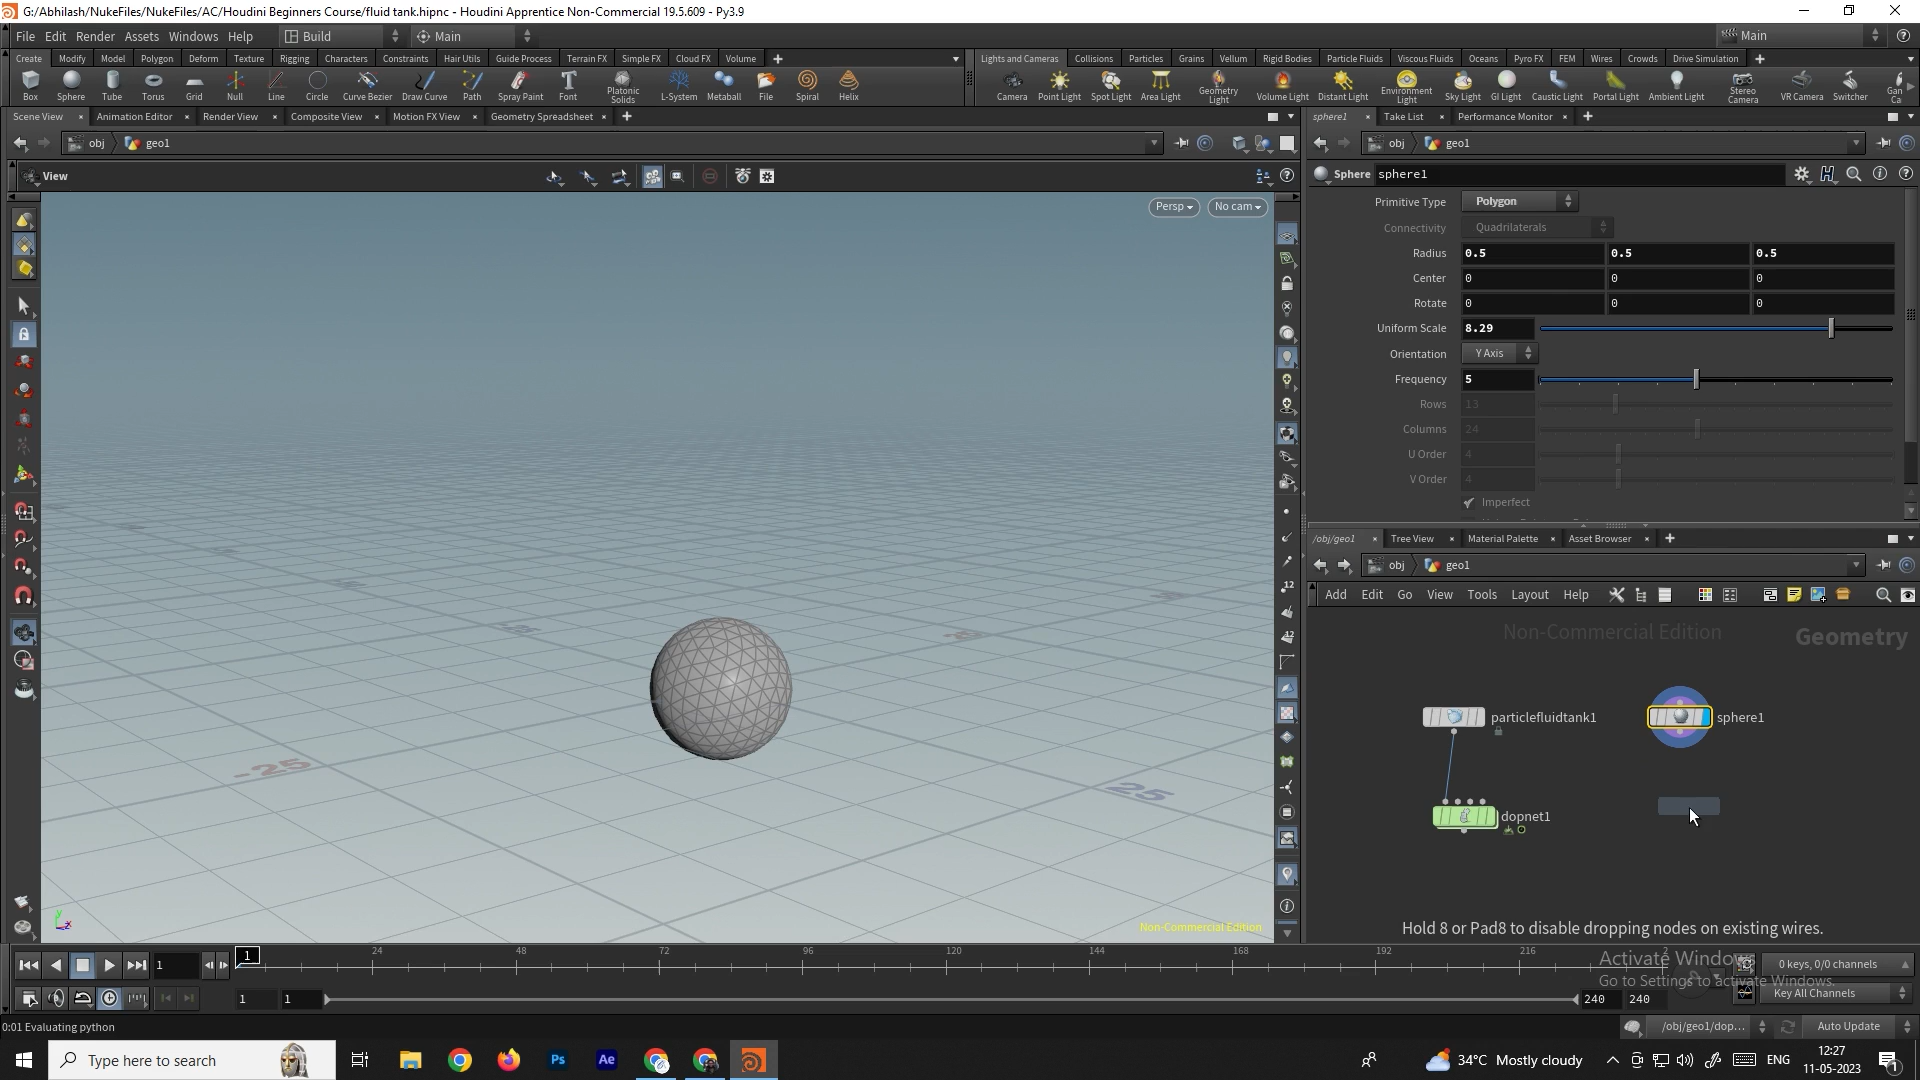 G:/Abhilash/NukeFiles/NukeFiles/AC/Houdini Beginners Course/fluid tank.hipnc - Houdini Apprentice Non-Commercial 19.5.609 - Py3.9
File Edit Render Assets Windows Help Build Main Main
Create Modify Model Polygon Deform Texture Rigging Characters Constraints Hair Utils Guide Process Terrain FX Simple FX Cloud FX Volume
Lights and Cameras Collisions Particles Grains Vellum Rigid Bodies Particle Fluids Viscous Fluids Oceans Pyro FX FEM Wires Crowds Drive Simulation
Box Sphere Tube Torus Grid Null Line Circle Curve Bezier Draw Curve Path Spray Paint Font Platonic Solids L-System Metaball File Spiral Helix
Camera Point Light Spot Light Area Light Geometry Light Volume Light Distant Light Environment Light Sky Light GI Light Caustic Light Portal Light Ambient Light Stereo Camera VR Camera Switcher Gan Ca
Scene View Animation Editor Render View Composite View Motion FX View Geometry Spreadsheet
sphere1 Take List Performance Monitor
obj geo1
obj geo1
View
Sphere sphere1
Persp No cam
Primitive Type Polygon
Connectivity Quadrilaterals
Radius 0.5 0.5 0.5
Center 0 0 0
Rotate 0 0 0
Uniform Scale 8.29
Orientation Y Axis
Frequency 5
Rows 13
Columns 24
U Order 4
V Order 4
Imperfect
/obj/geo1 Tree View Material Palette Asset Browser
obj geo1
Add Edit Go View Tools Layout Help
Non-Commercial Edition Geometry
particlefluidtank1
sphere1
dopnet1
-25
25
12
12
Hold 8 or Pad8 to disable dropping nodes on existing wires.
Non-Commercial Edition
y
z
1 1 24 48 72 96 120 144 168 192 216 2
Activate Windows
Go to Settings to activate Windows.
0 keys, 0/0 channels
1 1 240 240
Key All Channels
0:01 Evaluating python
/obj/geo1/dop... Auto Update
Type here to search
Ps Ae
34°C Mostly cloudy
ENG
12:27
11-05-2023
1